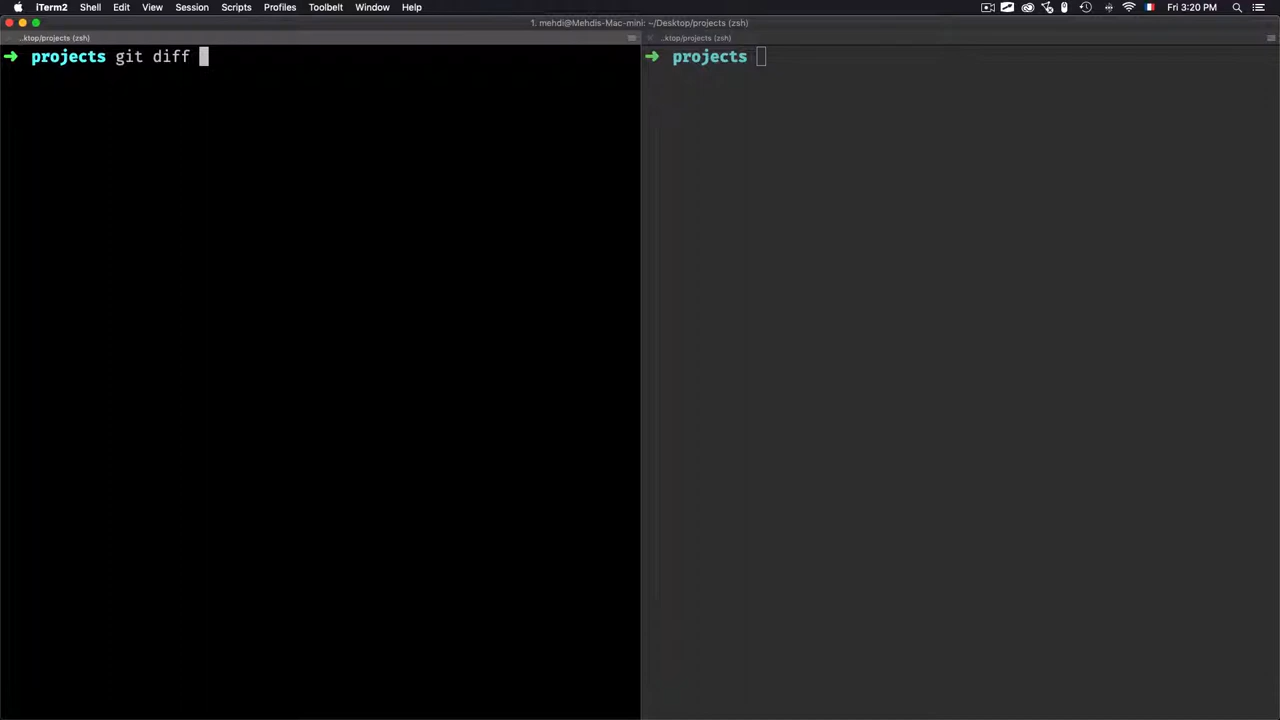 iTerm2 Shell Edit View Session Scripts Profiles Toolbelt Window Help Fri 3:20 PM
1. mehdi@Mehdis-Mac-mini: ~/Desktop/projects (zsh)
..ktop/projects (zsh)
..ktop/projects (zsh)
➜ projects git diff
➜ projects